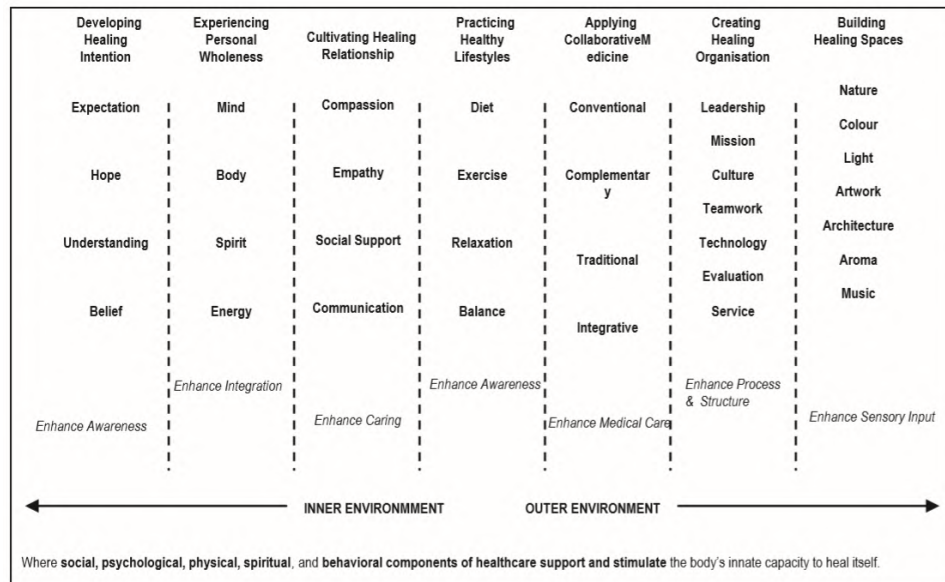 Developing
Healing
Intention
Expectation
Hope
Understanding
Belief
Enhance Awareness
Experiencing
Personal
Wholeness
Mind
Body
Spirit
Energy
Enhance Integration
Cultivating Healing
Relationship
Compassion
Empathy
Social Support
Communication
Enhance Caring
Practicing
Healthy
Lifestyles
Diet
Exercise
Relaxation
Balance
Enhance Awareness
Applying
CollaborativeM
edicine
Conventional
Complementar
y
Traditional
Integrative
Enhance Medical Care
Creating
Healing
Organisation
Leadership
Mission
Culture
Teamwork
Technology
Evaluation
Service
Enhance Process
& Structure
Building
Healing Spaces
Nature
Colour
Light
Artwork
Architecture
Aroma
Music
Enhance Sensory Input
INNER ENVIRONMMENT
OUTER ENVIRONMENT
Where social, psychological, physical, spiritual, and behavioral components of healthcare support and stimulate the body's innate capacity to heal itself.